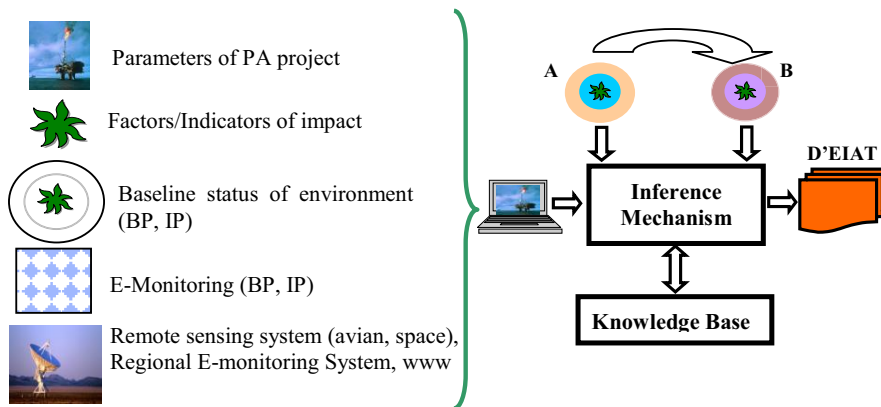 Parameters of PA project
Factors/Indicators of impact
Baseline status of environment
(BP, IP)
E-Monitoring (BP, IP)
Remote sensing system (avian, space),
Regional E-monitoring System, www
A
B
D'EIAT
Inference
Mechanism
Knowledge Base